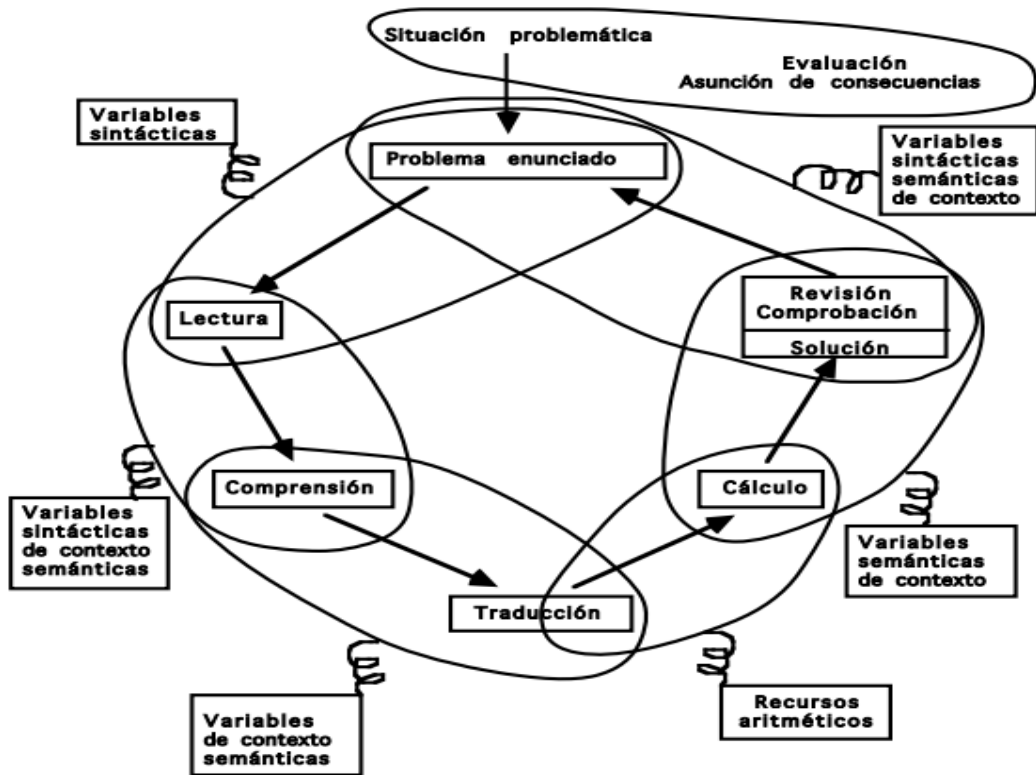 Situación problemática
Evaluación
Asunción de consecuencias
Variables
sintácticas
Problema enunciado
Variables
sintácticas
semánticas
de contexto
Lectura
Revisión
Comprobación
Solución
Comprensión
Cálculo
Variables
sintácticas
de contexto
semánticas
Variables
semánticas
de contexto
Traducción
Variables
de contexto
semánticas
Recursos
aritméticos